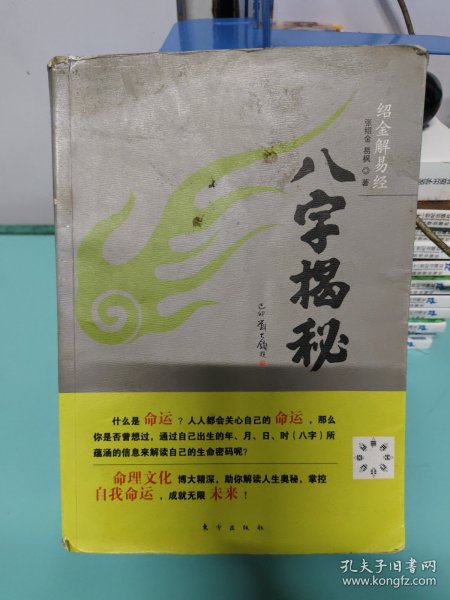 绍金解易经
张绍金 易枫 ◎著
八字揭秘
什么是 命运 ？人人都会关心自己的 命运 ，那么
你是否曾想过，通过自己出生的年、月、日、时（八字）所
蕴涵的信息来解读自己的生命密码呢？
命理文化 博大精深，助你解读人生奥秘，掌控
自我命运 ，成就无限 未来 ！
东方出版社
孔夫子旧书网
www.kongfz.com